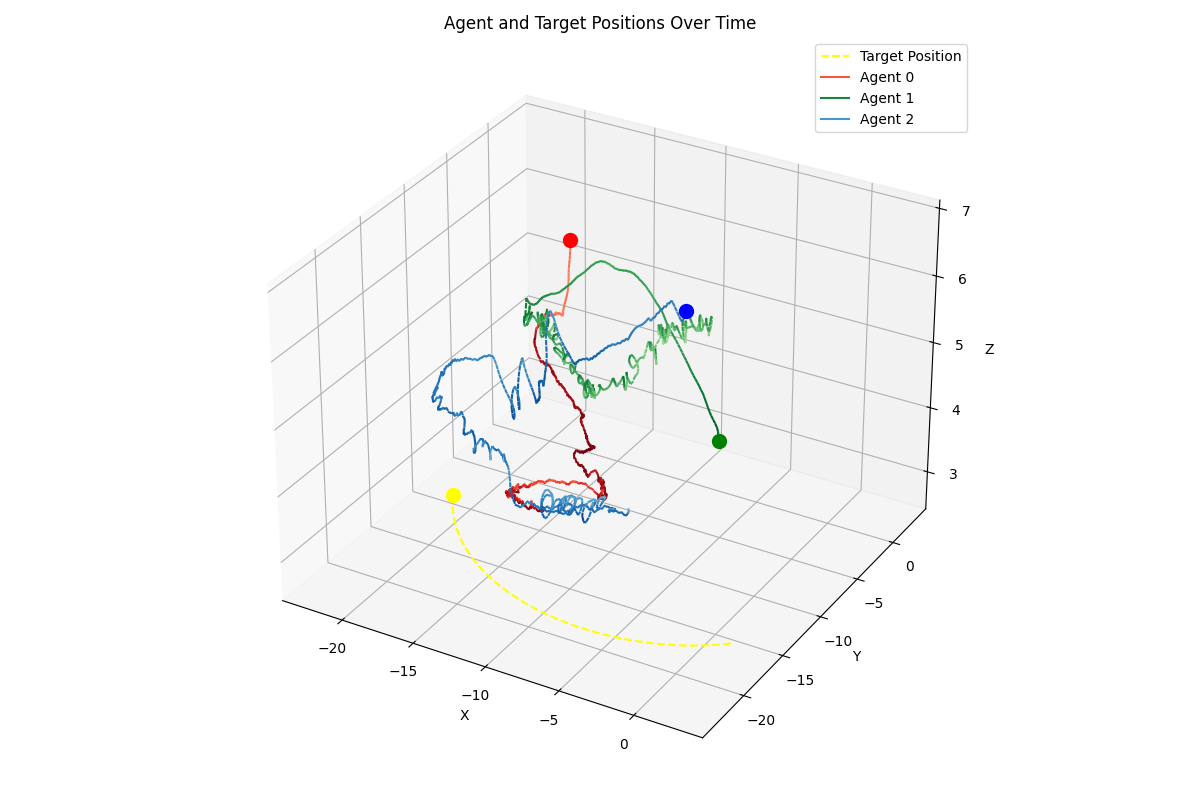 Agent and Target Positions Over Time
Target Position
Agent 0
Agent 1
Agent 2
7
6
5
Z
4
3
0
−5
−10
Y
−15
−20
−20
−15
−10
X
−5
0